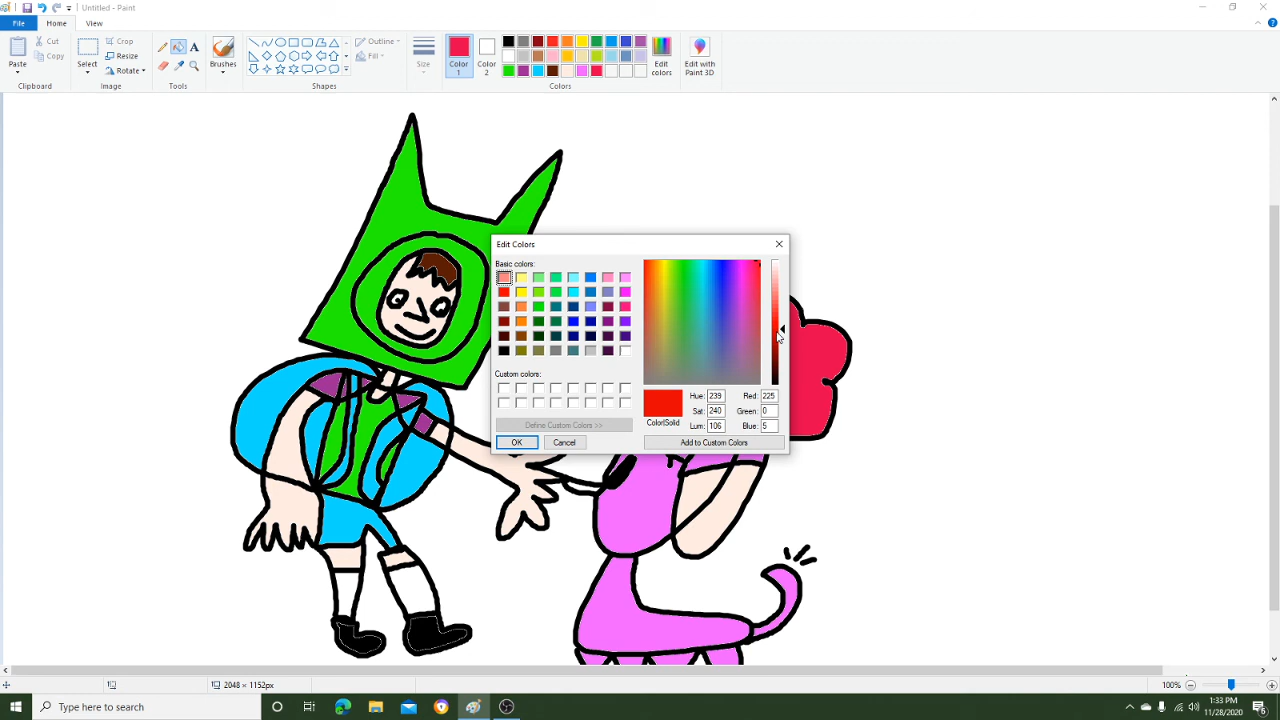 Untitled - Paint
File
Home
View
Paste
Cut
Copy
Clipboard
Select
Crop
Resize
Rotate
Image
Tools
Brushes
Shapes
Outline
Fill
Size
Color
1
Color
2
Colors
Edit
colors
Edit with
Paint 3D
Edit Colors
Basic colors:
Custom colors:
Define Custom Colors >>
OK
Cancel
Color|Solid
Hue: 239
Sat: 240
Lum: 106
Red: 225
Green: 0
Blue: 5
Add to Custom Colors
2048 × 1152px
100%
Type here to search
1:33 PM
11/28/2020